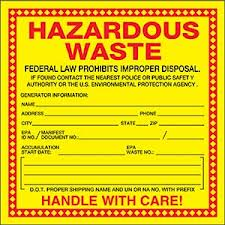 HAZARDOUS
WASTE
FEDERAL LAW PROHIBITS IMPROPER DISPOSAL.
IF FOUND CONTACT THE NEAREST POLICE OR PUBLIC SAFETY
AUTHORITY OR THE U.S. ENVIRONMENTAL PROTECTION AGENCY.
GENERATOR INFORMATION:
NAME
ADDRESS PHONE
CITY STATE ZIP
EPA ID NO. / MANIFEST DOCUMENT NO.
ACCUMULATION START DATE: EPA WASTE NO.:
D.O.T. PROPER SHIPPING NAME AND UN OR NA NO. WITH PREFIX
HANDLE WITH CARE!